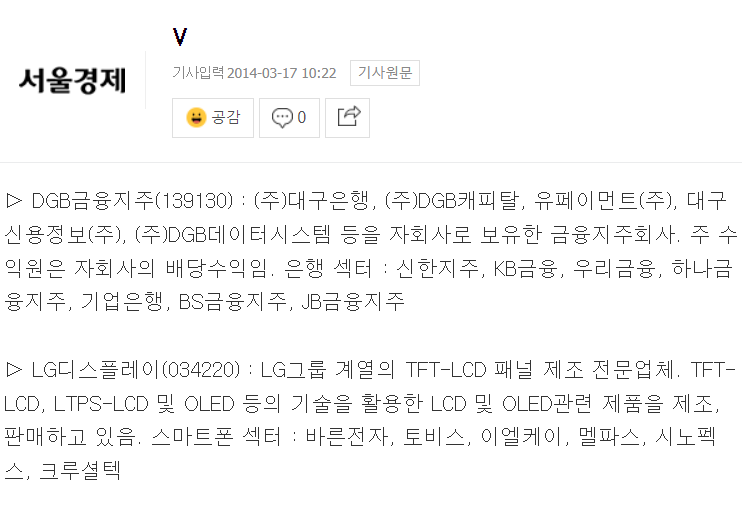 v
서울경제
기사입력 2014-03-17 10:22 기사원문
공감 0
▷ DGB금융지주(139130) : (주)대구은행, (주)DGB캐피탈, 유페이먼트(주), 대구
신용정보(주), (주)DGB데이터시스템 등을 자회사로 보유한 금융지주회사. 주 수
익원은 자회사의 배당수익임. 은행 섹터 : 신한지주, KB금융, 우리금융, 하나금
융지주, 기업은행, BS금융지주, JB금융지주
▷ LG디스플레이(034220) : LG그룹 계열의 TFT-LCD 패널 제조 전문업체. TFT-
LCD, LTPS-LCD 및 OLED 등의 기술을 활용한 LCD 및 OLED관련 제품을 제조,
판매하고 있음. 스마트폰 섹터 : 바른전자, 토비스, 이엘케이, 멜파스, 시노펙
스, 크루셜텍